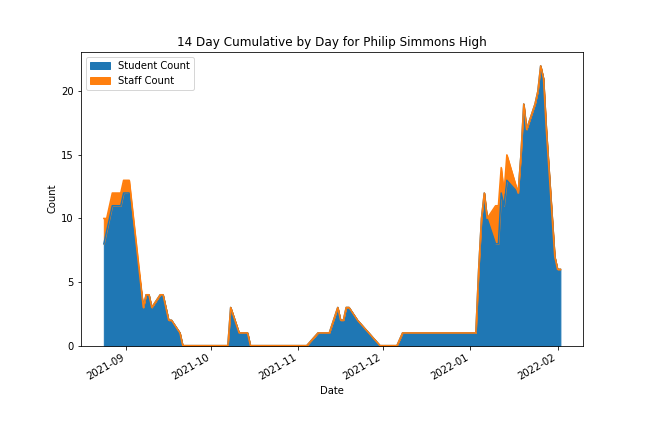 14 Day Cumulative by Day for Philip Simmons High
Student Count
Staff Count
Count
20
15
10
5
0
2021-09
2021-10
2021-11
2021-12
2022-01
2022-02
Date